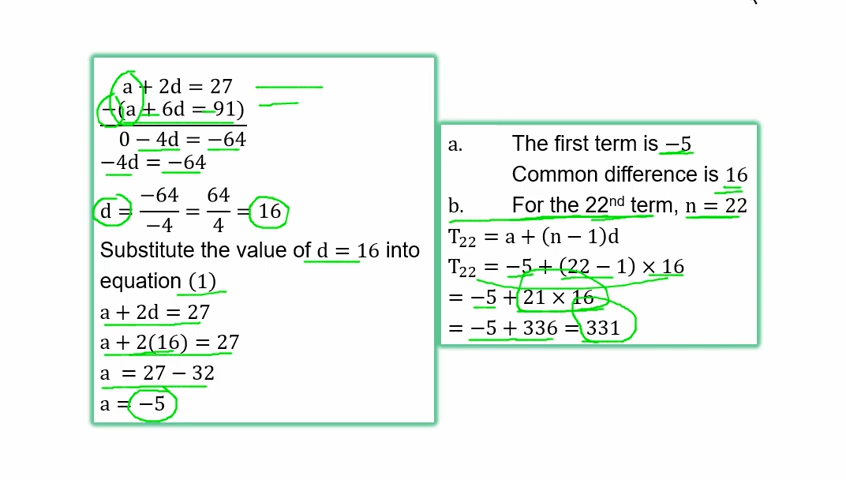 a + 2d = 27
−(a + 6d = 91)
0 − 4d = −64
−4d = −64
d = −64/−4 = 64/4 = 16
Substitute the value of d = 16 into
equation (1)
a + 2d = 27
a + 2(16) = 27
a = 27 − 32
a = −5
a. The first term is −5
Common difference is 16
b. For the 22nd term, n = 22
T22 = a + (n − 1)d
T22 = −5 + (22 − 1) × 16
= −5 + 21 × 16
= −5 + 336 = 331